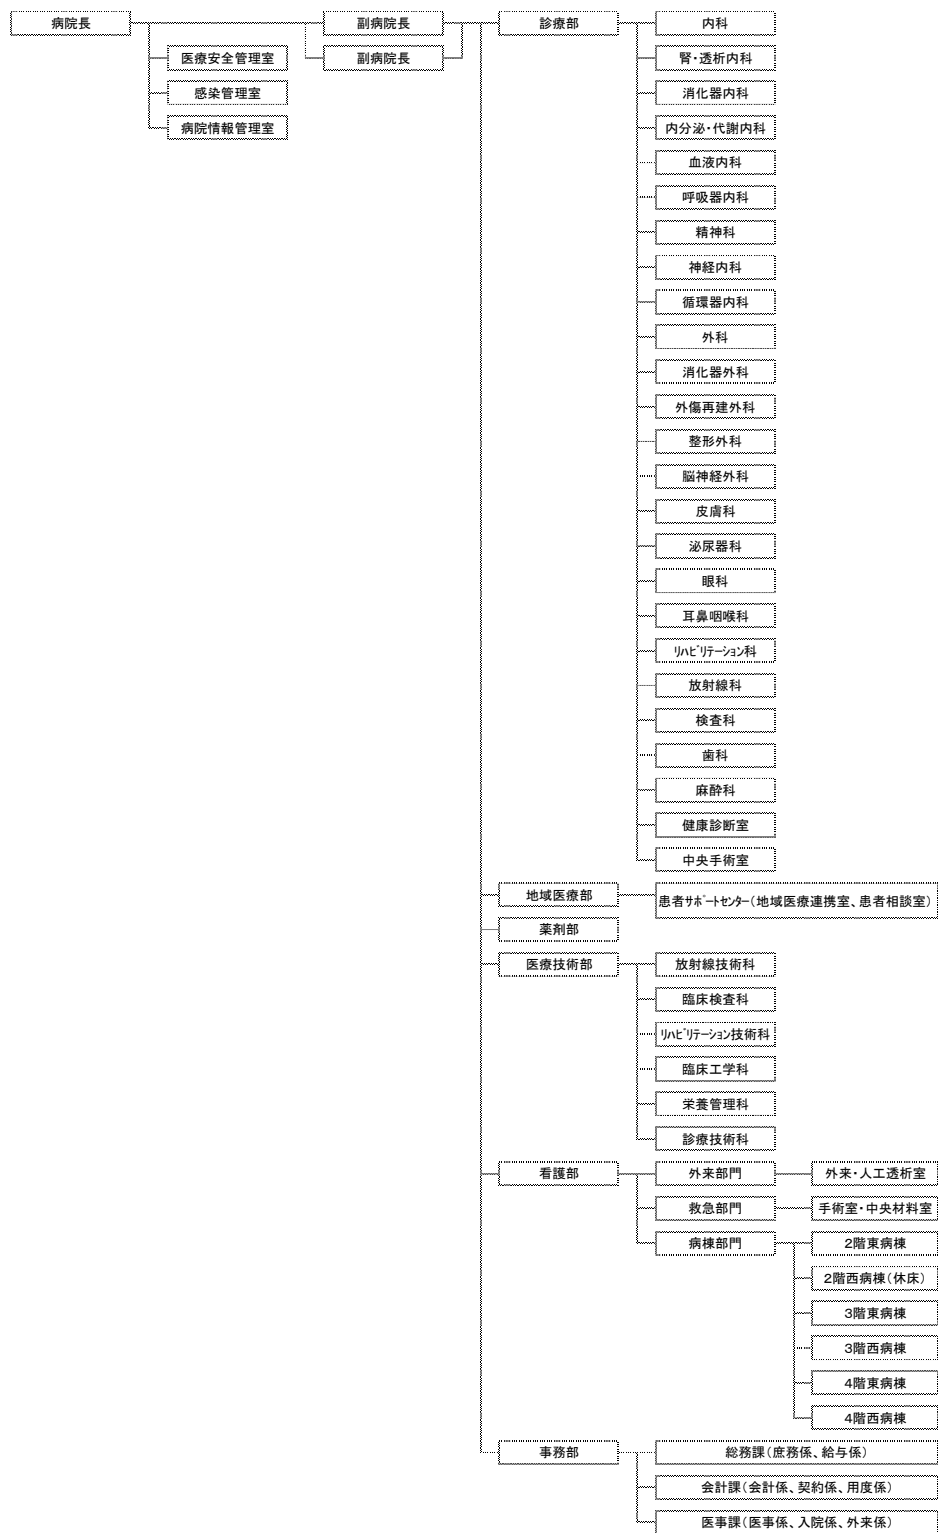 病院長
副病院長
診療部
内科
医療安全管理室
副病院長
腎・透析内科
感染管理室
消化器内科
病院情報管理室
内分泌・代謝内科
血液内科
呼吸器内科
精神科
神経内科
循環器内科
外科
消化器外科
外傷再建外科
整形外科
脳神経外科
皮膚科
泌尿器科
眼科
耳鼻咽喉科
ﾘﾊﾋﾞﾘﾃｰｼｮﾝ科
放射線科
検査科
歯科
麻酔科
健康診断室
中央手術室
地域医療部
患者ｻﾎﾟｰﾄｾﾝﾀｰ（地域医療連携室、患者相談室）
薬剤部
医療技術部
放射線技術科
臨床検査科
ﾘﾊﾋﾞﾘﾃｰｼｮﾝ技術科
臨床工学科
栄養管理科
診療技術科
看護部
外来部門
外来・人工透析室
救急部門
手術室・中央材料室
病棟部門
2階東病棟
2階西病棟（休床）
3階東病棟
3階西病棟
4階東病棟
4階西病棟
事務部
総務課（庶務係、給与係）
会計課（会計係、契約係、用度係）
医事課（医事係、入院係、外来係）